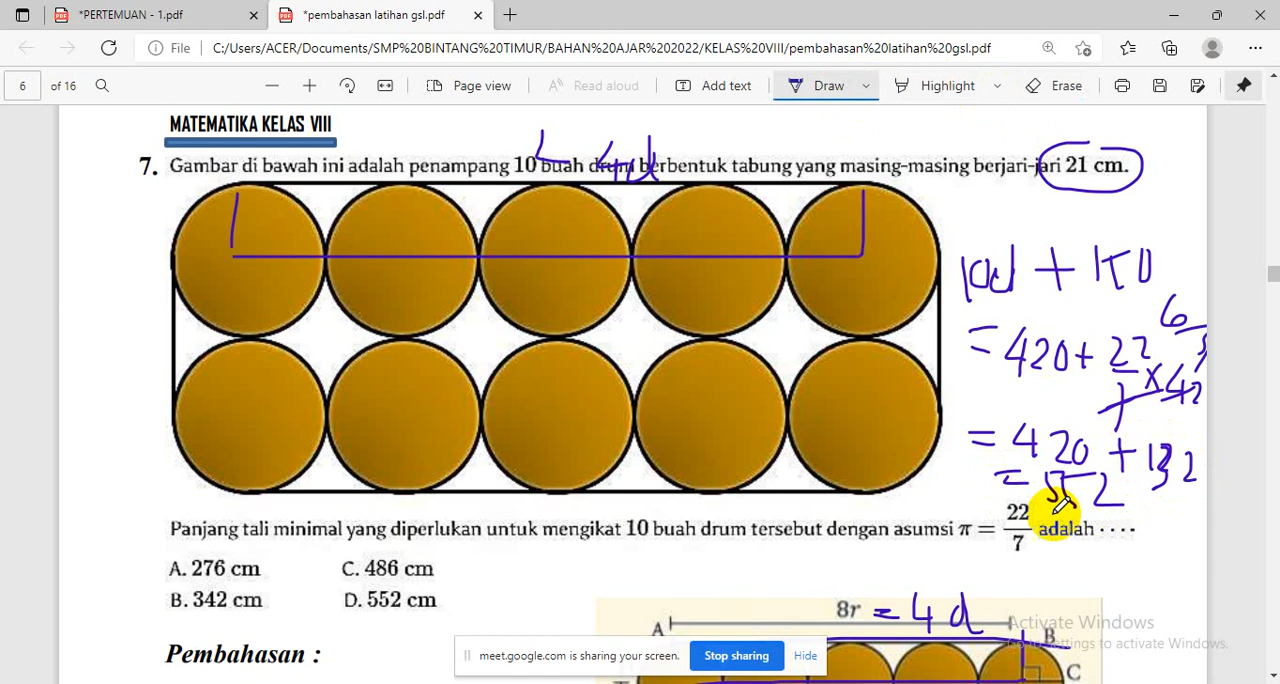 *PERTEMUAN - 1.pdf
*pembahasan latihan gsl.pdf
File
C:/Users/ACER/Documents/SMP%20BINTANG%20TIMUR/BAHAN%20AJAR%202022/KELAS%20VIII/pembahasan%20latihan%20gsl.pdf
6 of 16
Page view
Read aloud
Add text
Draw
Highlight
Erase
MATEMATIKA KELAS VIII
4d
7. Gambar di bawah ini adalah penampang 10 buah drum berbentuk tabung yang masing-masing berjari-jari 21 cm.
10d + πD
= 420 + 22/7 × 42
6
= 420 + 132
= 552
Panjang tali minimal yang diperlukan untuk mengikat 10 buah drum tersebut dengan asumsi π = 22/7 adalah ····
A. 276 cm C. 486 cm
B. 342 cm D. 552 cm
8r = 4d
A B
C
Pembahasan :
meet.google.com is sharing your screen. Stop sharing Hide
Activate Windows
to activate Windows.